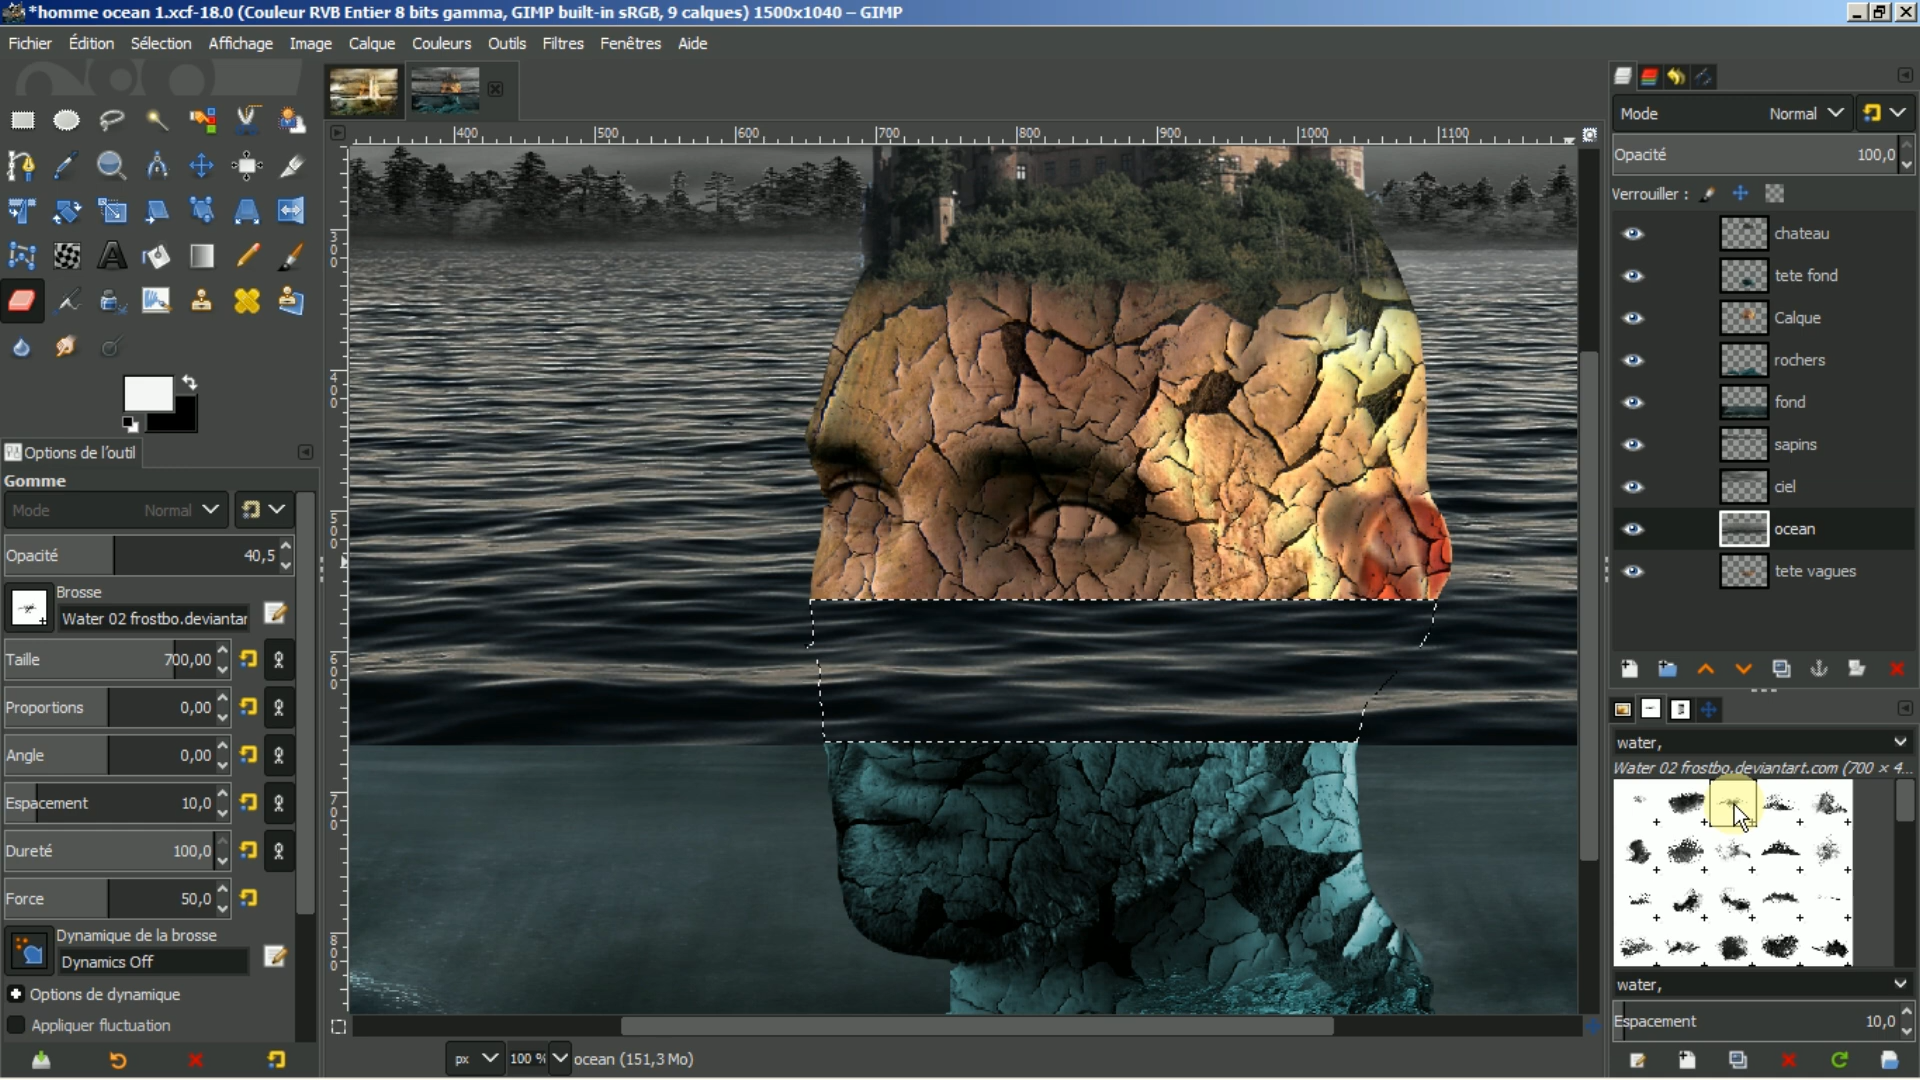 *homme ocean 1.xcf-18.0 (Couleur RVB Entier 8 bits gamma, GIMP built-in sRGB, 9 calques) 1500x1040 – GIMP
Fichier Édition Sélection Affichage Image Calque Couleurs Outils Filtres Fenêtres Aide
400 500 600 700 800 900 1000 1100
300
400
500
600
700
800
Options de l'outil
Gomme
Mode Normal
Opacité 40,5
Brosse
Water 02 frostbo.deviantar
Taille 700,00
Proportions 0,00
Angle 0,00
Espacement 10,0
Dureté 100,0
Force 50,0
Dynamique de la brosse
Dynamics Off
Options de dynamique
Appliquer fluctuation
px 100 % ocean (151,3 Mo)
Mode Normal
Opacité 100,0
Verrouiller :
chateau
tete fond
Calque
rochers
fond
sapins
ciel
ocean
tete vagues
water,
Water 02 frostbo.deviantart.com (700 × 4...
water,
Espacement 10,0